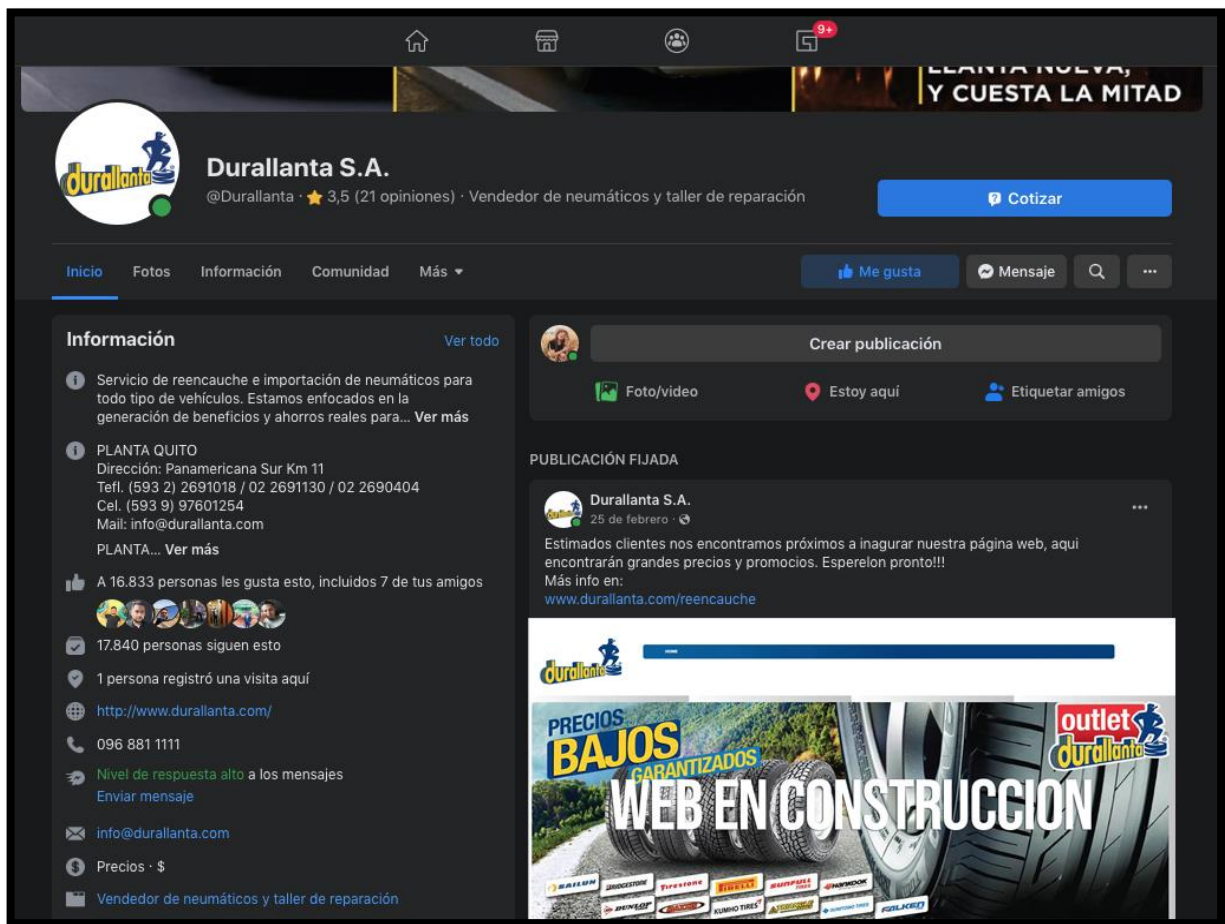 9+
LLANTA NUEVA,
Y CUESTA LA MITAD
durallanta
Durallanta S.A.
@Durallanta · 3,5 (21 opiniones) · Vendedor de neumáticos y taller de reparación
Cotizar
Inicio Fotos Información Comunidad Más
Me gusta Mensaje
Información Ver todo
Servicio de reencauche e importación de neumáticos para
todo tipo de vehículos. Estamos enfocados en la
generación de beneficios y ahorros reales para... Ver más
PLANTA QUITO
Dirección: Panamericana Sur Km 11
Tefl. (593 2) 2691018 / 02 2691130 / 02 2690404
Cel. (593 9) 97601254
Mail: info@durallanta.com
PLANTA... Ver más
A 16.833 personas les gusta esto, incluidos 7 de tus amigos
17.840 personas siguen esto
1 persona registró una visita aquí
http://www.durallanta.com/
096 881 1111
Nivel de respuesta alto a los mensajes
Enviar mensaje
info@durallanta.com
Precios · $
Vendedor de neumáticos y taller de reparación
Crear publicación
Foto/video Estoy aquí Etiquetar amigos
PUBLICACIÓN FIJADA
durallanta
Durallanta S.A.
25 de febrero
Estimados clientes nos encontramos próximos a inagurar nuestra página web, aqui
encontrarán grandes precios y promocios. Esperelon pronto!!!
Más info en:
www.durallanta.com/reencauche
durallanta
HOME
PRECIOS
BAJOS
GARANTIZADOS
outlet
durallanta
WEB EN CONSTRUCCION
BAILUN BRIDGESTONE Firestone PIRELLI SUNFULL TYRES HANKOOK
DUNLOP MAXXIS KUMHO TIRES SUMITOMO TIRES FALKEN